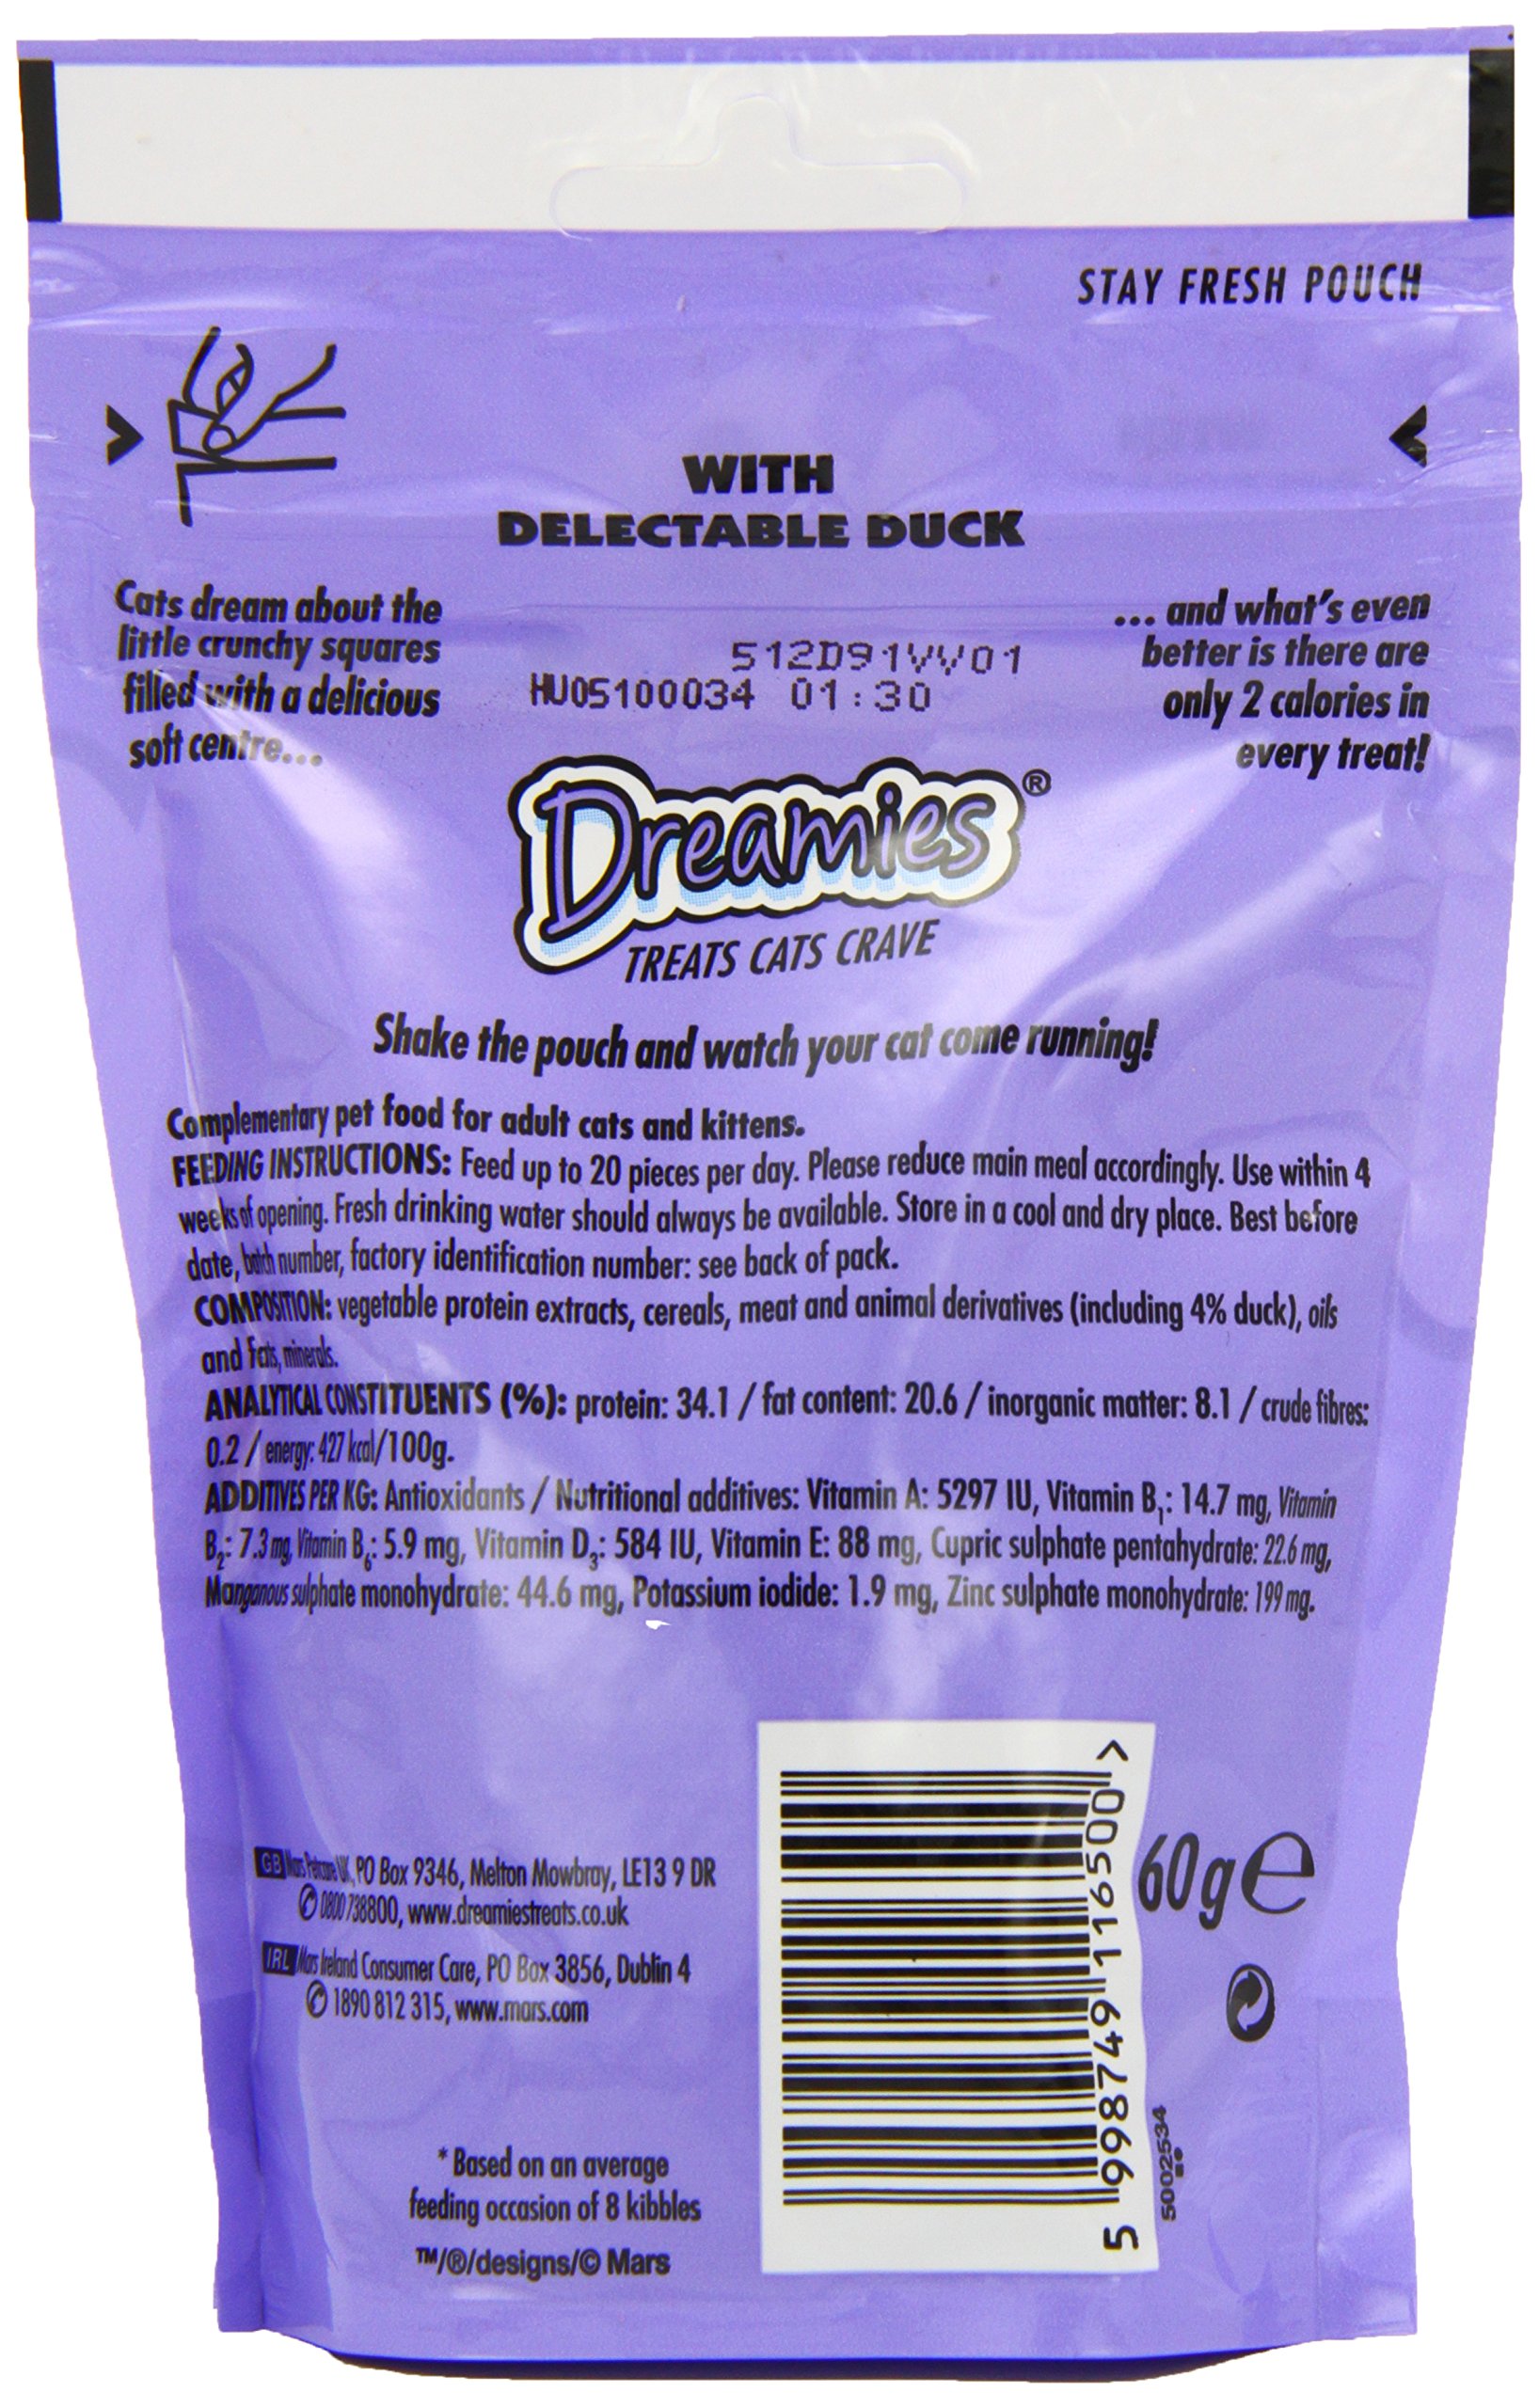 STAY FRESH POUCH
WITH
DELECTABLE DUCK
Cats dream about the
little crunchy squares
filled with a delicious
soft centre...
... and what's even
better is there are
only 2 calories in
every treat!
512D91VV01
HU05100034 01:30
Dreamies®
TREATS CATS CRAVE
Shake the pouch and watch your cat come running!
Complementary pet food for adult cats and kittens.
FEEDING INSTRUCTIONS: Feed up to 20 pieces per day. Please reduce main meal accordingly. Use within 4
weeks of opening. Fresh drinking water should always be available. Store in a cool and dry place. Best before
date, batch number, factory identification number: see back of pack.
COMPOSITION: vegetable protein extracts, cereals, meat and animal derivatives (including 4% duck), oils
and fats, minerals.
ANALYTICAL CONSTITUENTS (%): protein: 34.1 / fat content: 20.6 / inorganic matter: 8.1 / crude fibres:
0.2 / energy: 427 kcal/100g.
ADDITIVES PER KG: Antioxidants / Nutritional additives: Vitamin A: 5297 IU, Vitamin B₁: 14.7 mg, Vitamin
B₂: 7.3 mg, Vitamin B₆: 5.9 mg, Vitamin D₃: 584 IU, Vitamin E: 88 mg, Cupric sulphate pentahydrate: 22.6 mg,
Manganous sulphate monohydrate: 44.6 mg, Potassium iodide: 1.9 mg, Zinc sulphate monohydrate: 199 mg.
GB Mars Petcare UK, PO Box 9346, Melton Mowbray, LE13 9 DR
0800 738800, www.dreamiestreats.co.uk
IRL Mars Ireland Consumer Care, PO Box 3856, Dublin 4
1890 812 315, www.mars.com
* Based on an average
feeding occasion of 8 kibbles
™/®/designs/© Mars
5 998749 116500 >
60g e
5002534